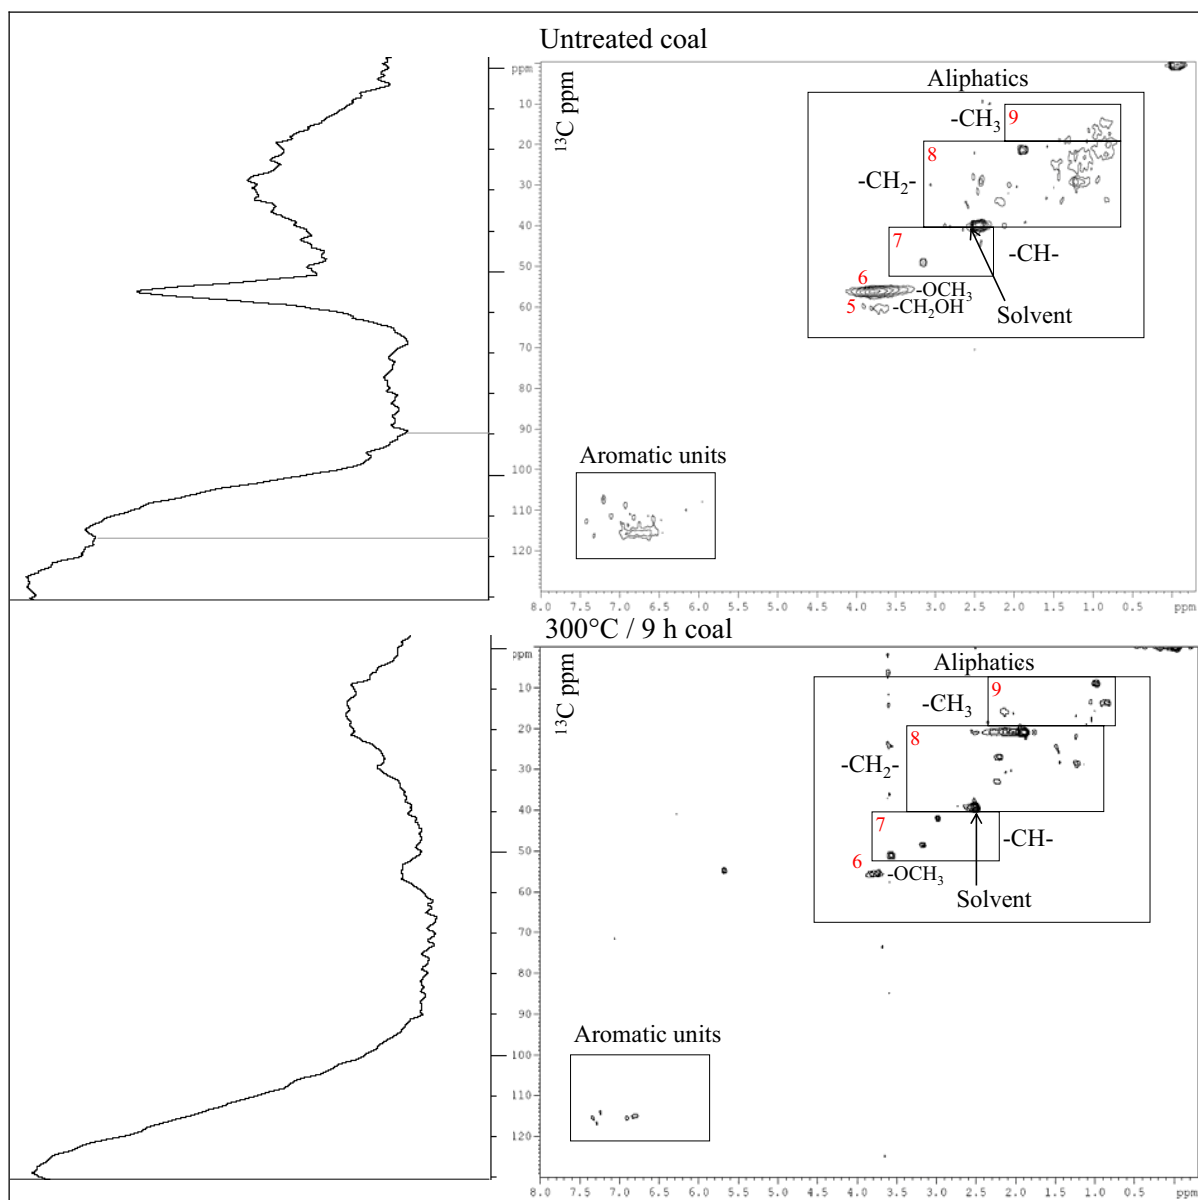 Untreated coal
ppm
10
20
30
40
50
60
70
80
90
100
110
120
¹³C ppm
Aliphatics
-CH₃
9
8
-CH₂-
7
-CH-
6
-OCH₃
5
-CH₂OH
Solvent
Aromatic units
8.0 7.0 6.5 6.0 5.5 5.0 4.5 4.0 3.5 3.0 2.5 2.0 1.5 1.0 0.5 ppm
300°C / 9 h coal
ppm
10
20
30
40
50
60
70
80
90
100
110
120
¹³C ppm
Aliphatics
-CH₃
9
8
-CH₂-
7
-CH-
6
-OCH₃
Solvent
Aromatic units
8.0 7.0 6.5 6.0 5.5 5.0 4.5 4.0 3.5 3.0 2.5 2.0 1.5 1.0 0.5 ppm